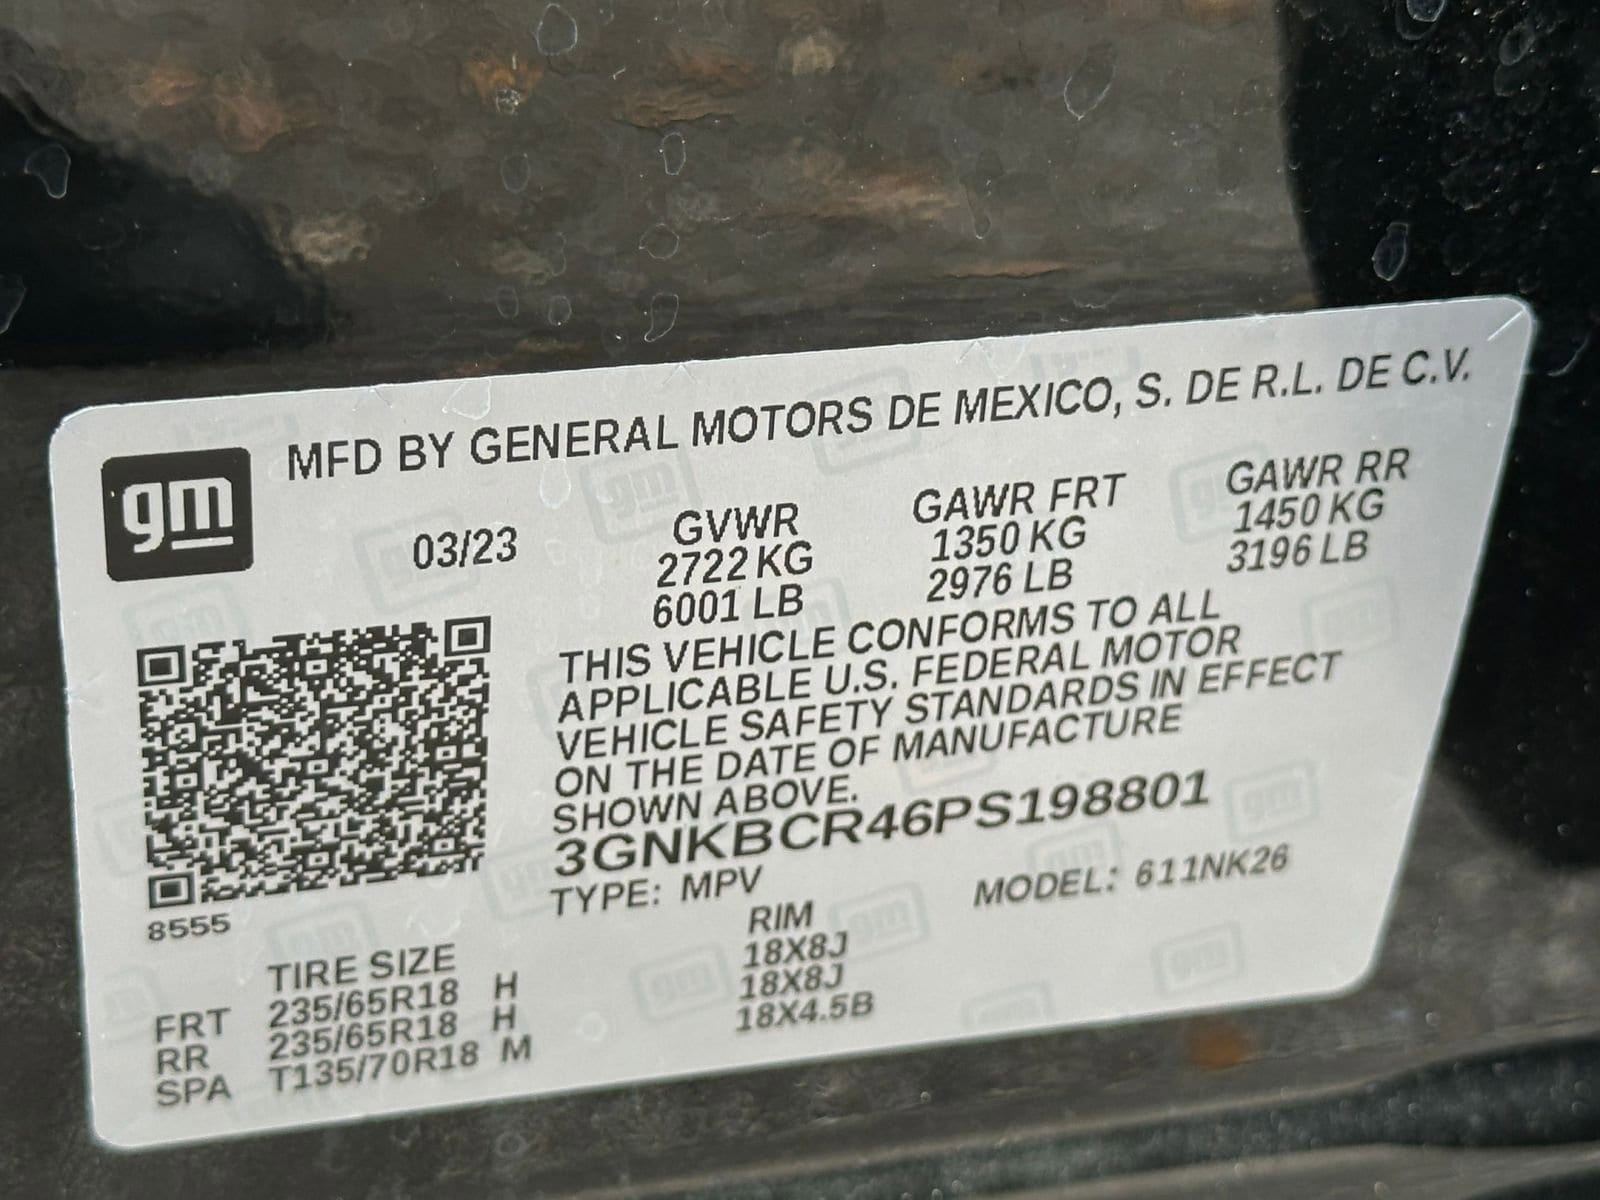 MFD BY GENERAL MOTORS DE MEXICO, S. DE R.L. DE C.V.
gm
03/23
GVWR
2722 KG
6001 LB
GAWR FRT
1350 KG
2976 LB
GAWR RR
1450 KG
3196 LB
THIS VEHICLE CONFORMS TO ALL
APPLICABLE U.S. FEDERAL MOTOR
VEHICLE SAFETY STANDARDS IN EFFECT
ON THE DATE OF MANUFACTURE
SHOWN ABOVE.
3GNKBCR46PS198801
TYPE: MPV MODEL: 611NK26
8555
TIRE SIZE RIM
FRT 235/65R18 H 18X8J
RR 235/65R18 H 18X8J
SPA T135/70R18 M 18X4.5B